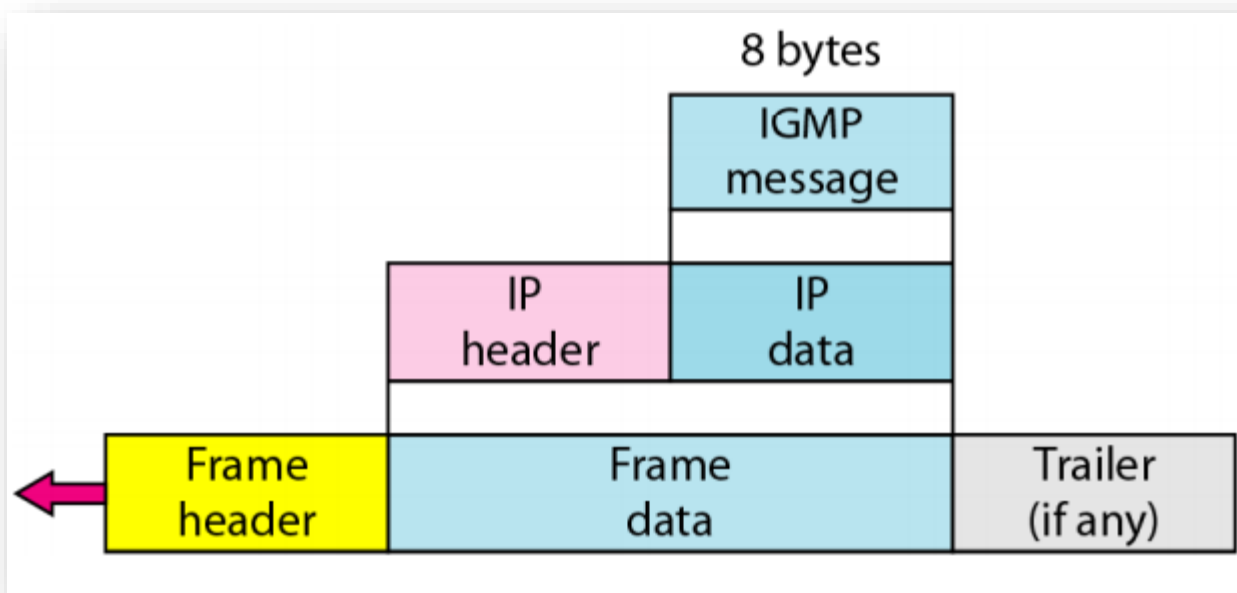 8 bytes
IGMP
message
IP
header
IP
data
Frame
header
Frame
data
Trailer
(if any)